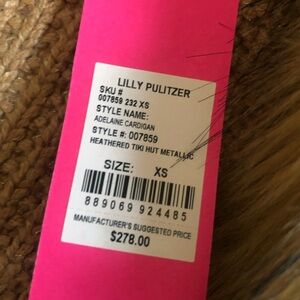 LILLY PULITZER
SKU #
007859 232 XS
STYLE NAME:
ADELAINE CARDIGAN
STYLE #: 007859
HEATHERED TIKI HUT METALLIC
SIZE: XS
889069 924485
MANUFACTURER'S SUGGESTED PRICE
$278.00